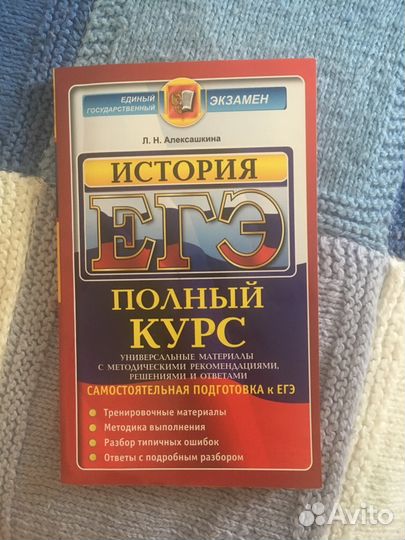 ЕДИНЫЙ
ГОСУДАРСТВЕННЫЙ
ЭКЗАМЕН
Л. Н. Алексашкина
ИСТОРИЯ
ЕГЭ
ПОЛНЫЙ
КУРС
УНИВЕРСАЛЬНЫЕ МАТЕРИАЛЫ
С МЕТОДИЧЕСКИМИ РЕКОМЕНДАЦИЯМИ,
РЕШЕНИЯМИ И ОТВЕТАМИ
САМОСТОЯТЕЛЬНАЯ ПОДГОТОВКА К ЕГЭ
Тренировочные материалы
Методика выполнения
Разбор типичных ошибок
Ответы с подробным разбором
Avito